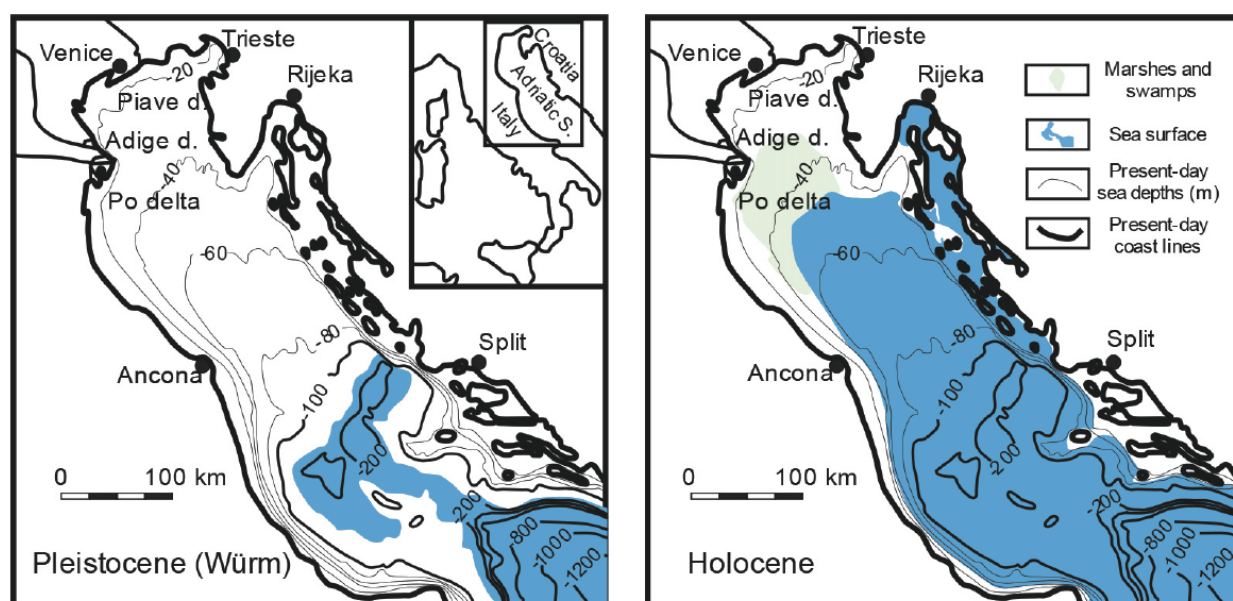 Venice
Trieste
Rijeka
-20
Piave d.
Adige d.
-40
Po delta
-60
-80
Split
Ancona
-100
-200
-200
-800
-1000
-1200
0 100 km
Pleistocene (Würm)
Croatia
Adriatic S.
Italy
Venice
Trieste
Rijeka
-20
Piave d.
Adige d.
-40
Po delta
-60
-80
Split
Ancona
-100
-200
-200
-800
-1000
-1200
0 100 km
Holocene
Marshes and
swamps
Sea surface
Present-day
sea depths (m)
Present-day
coast lines